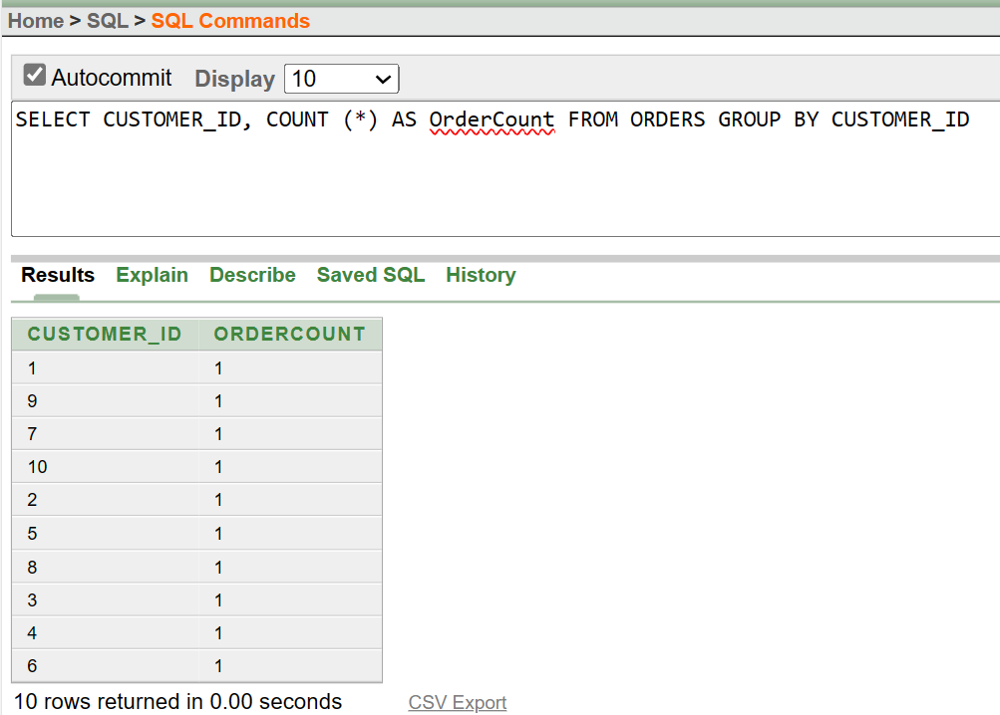 Home > SQL > SQL Commands
Autocommit Display 10
SELECT CUSTOMER_ID, COUNT (*) AS OrderCount FROM ORDERS GROUP BY CUSTOMER_ID
Results Explain Describe Saved SQL History
CUSTOMER_ID ORDERCOUNT
1 1
9 1
7 1
10 1
2 1
5 1
8 1
3 1
4 1
6 1
10 rows returned in 0.00 seconds CSV Export